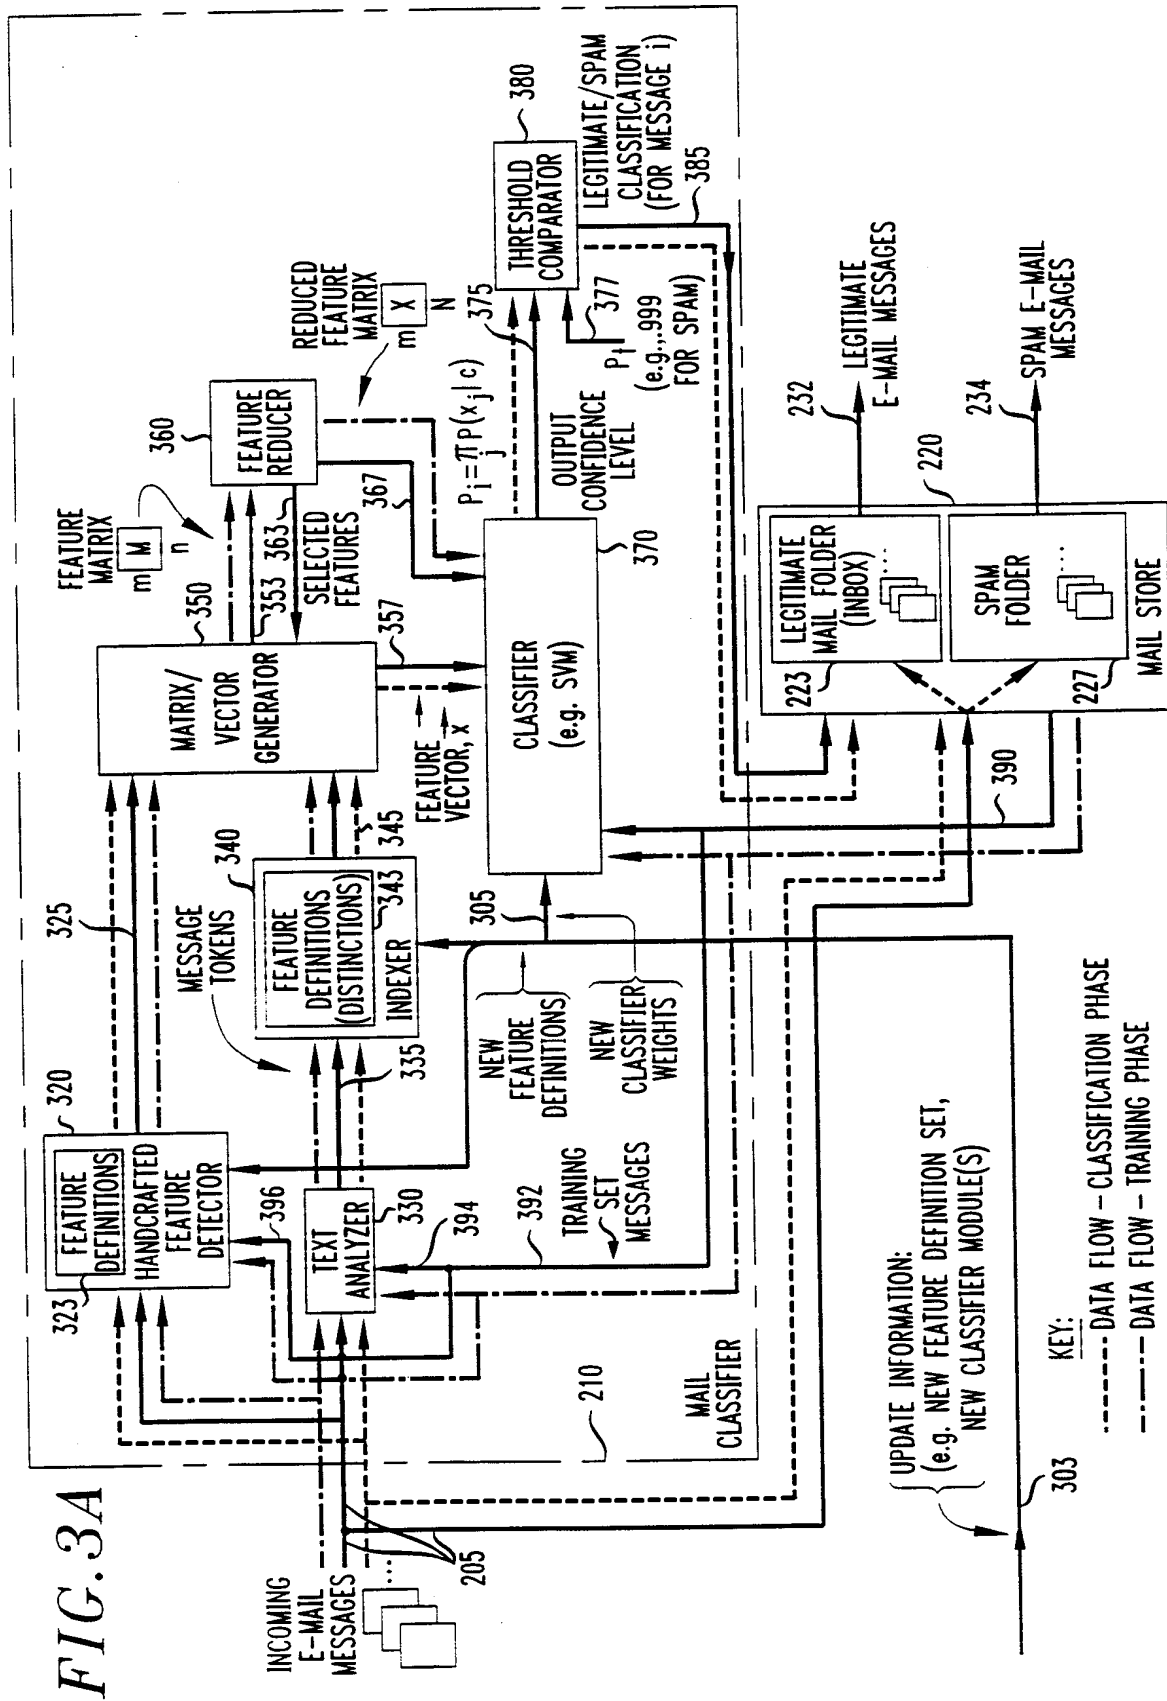 FIG. 3A
INCOMING
E-MAIL
MESSAGES
...
205
210
MAIL
CLASSIFIER
320
FEATURE
DEFINITIONS
323
HANDCRAFTED
FEATURE
DETECTOR
396
325
TEXT
ANALYZER
330
394
392
TRAINING
SET
MESSAGES
MESSAGE
TOKENS
335
340
FEATURE
DEFINITIONS
(DISTINCTIONS)
343
INDEXER
345
NEW
FEATURE
DEFINITIONS
NEW
CLASSIFIER
WEIGHTS
305
350
MATRIX/
VECTOR
GENERATOR
FEATURE
MATRIX
m M
n
353
363
SELECTED
FEATURES
357
FEATURE
VECTOR, x
360
FEATURE
REDUCER
367
REDUCED
FEATURE
MATRIX
m X
N
CLASSIFIER
(e.g. SVM)
370
Pi=πj P(xj|c)
OUTPUT
CONFIDENCE
LEVEL
375
377
Pt
(e.g.,.999
FOR SPAM)
380
THRESHOLD
COMPARATOR
LEGITIMATE/SPAM
CLASSIFICATION
(FOR MESSAGE i)
385
390
220
LEGITIMATE
MAIL FOLDER
(INBOX)
...
223
SPAM
FOLDER
...
227
MAIL STORE
232
LEGITIMATE
E-MAIL MESSAGES
234
SPAM E-MAIL
MESSAGES
UPDATE INFORMATION:
(e.g. NEW FEATURE DEFINITION SET,
NEW CLASSIFIER MODULE(S)
303
KEY:
DATA FLOW – CLASSIFICATION PHASE
DATA FLOW – TRAINING PHASE